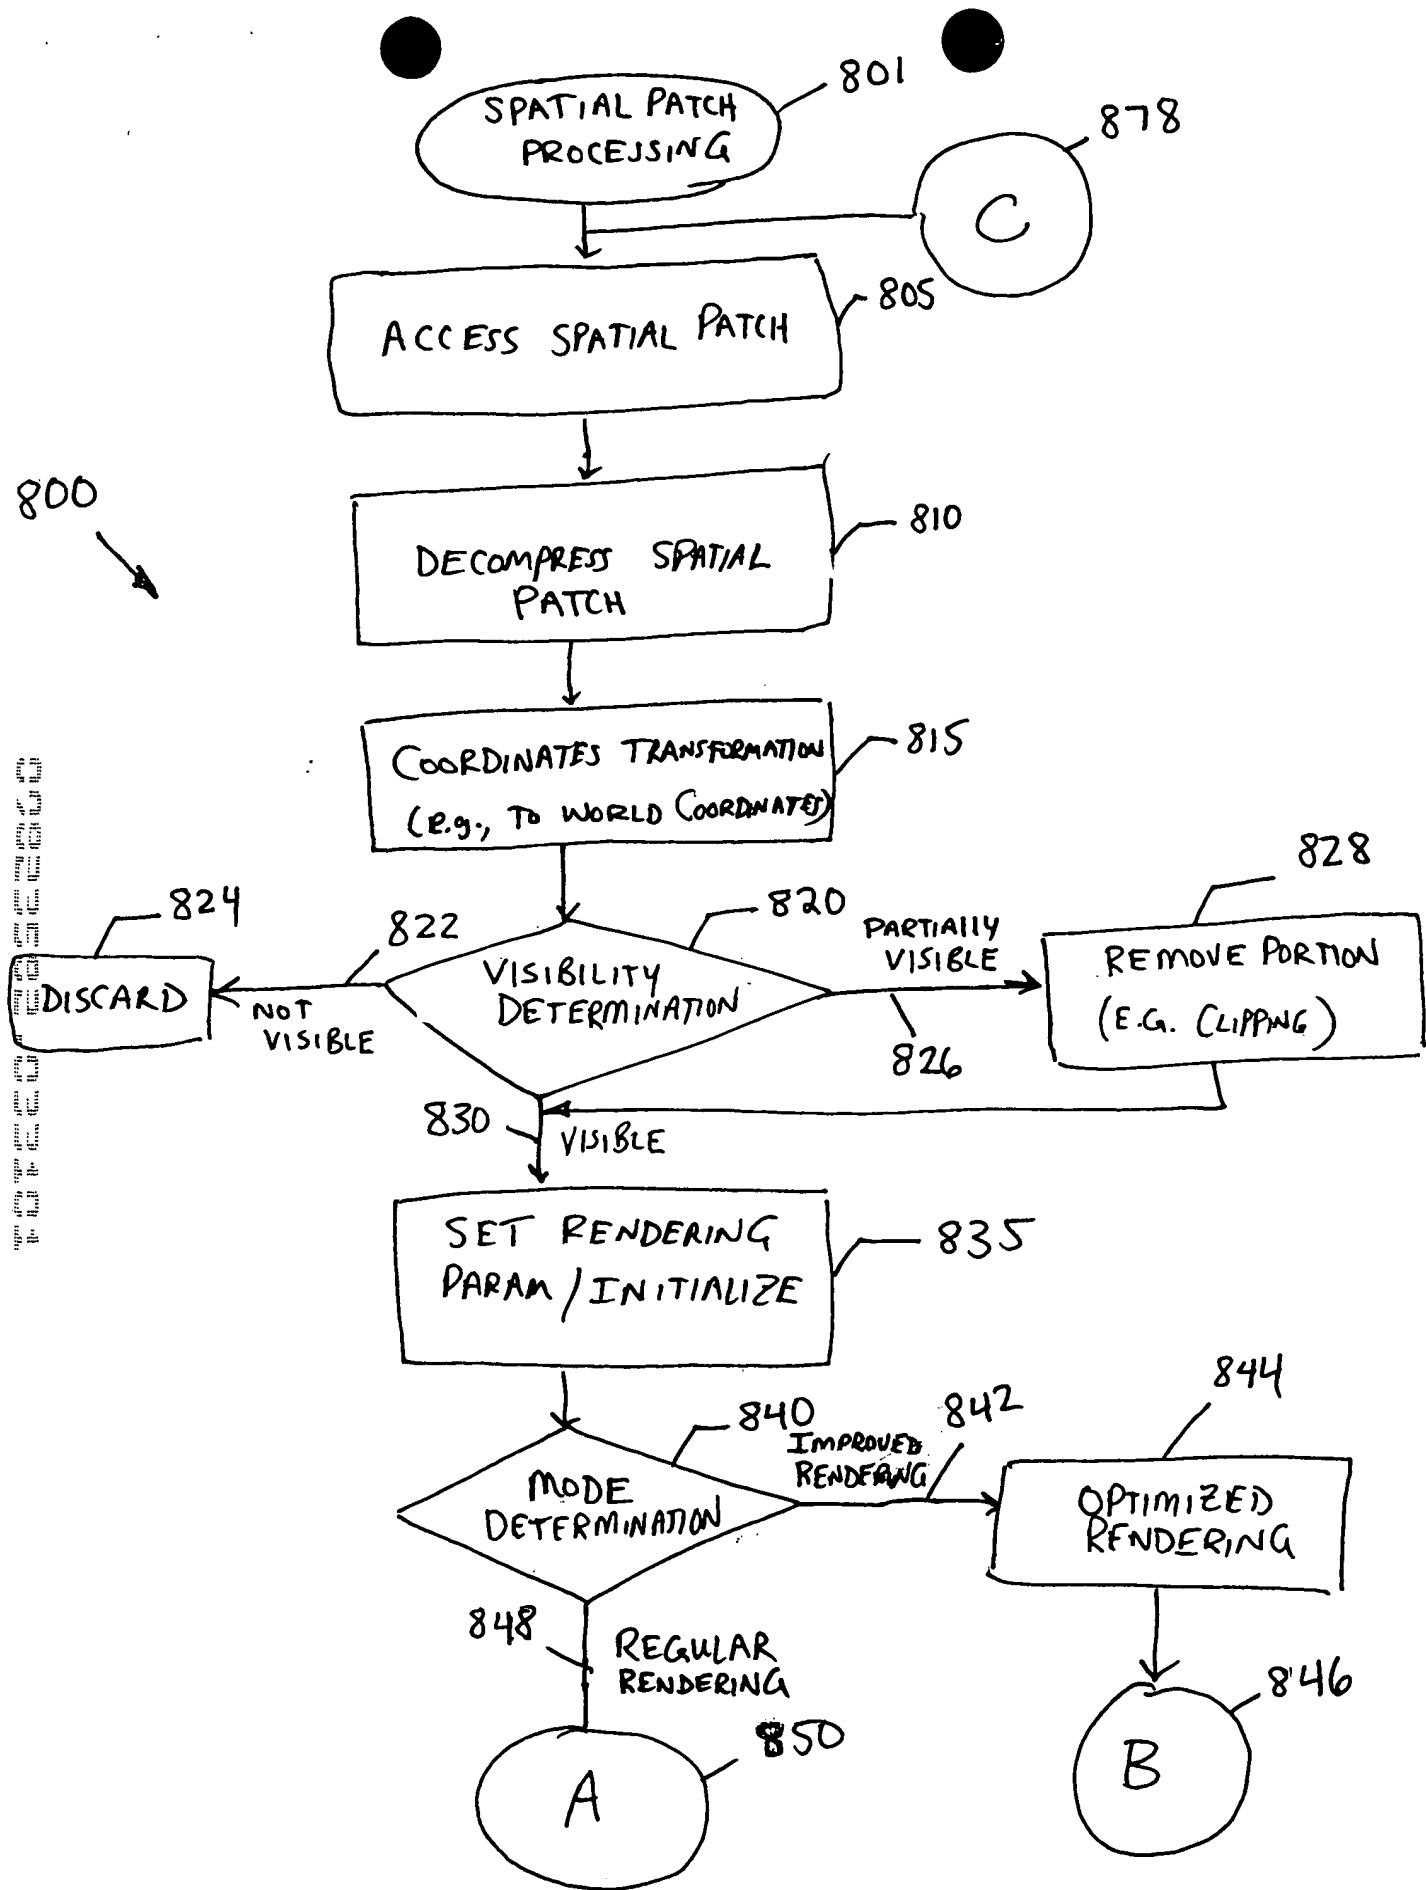 801
SPATIAL PATCH
PROCESSING
878
C
805
ACCESS SPATIAL PATCH
800
810
DECOMPRESS SPATIAL
PATCH
815
COORDINATES TRANSFORMATION
(e.g., TO WORLD COORDINATES)
828
824
822
820
PARTIALLY
VISIBLE
REMOVE PORTION
(E.G. CLIPPING)
DISCARD
NOT
VISIBLE
VISIBILITY
DETERMINATION
826
830
VISIBLE
SET RENDERING
PARAM/INITIALIZE
835
844
840
842
IMPROVED
RENDERING
MODE
DETERMINATION
OPTIMIZED
RENDERING
848
REGULAR
RENDERING
846
850
A
B